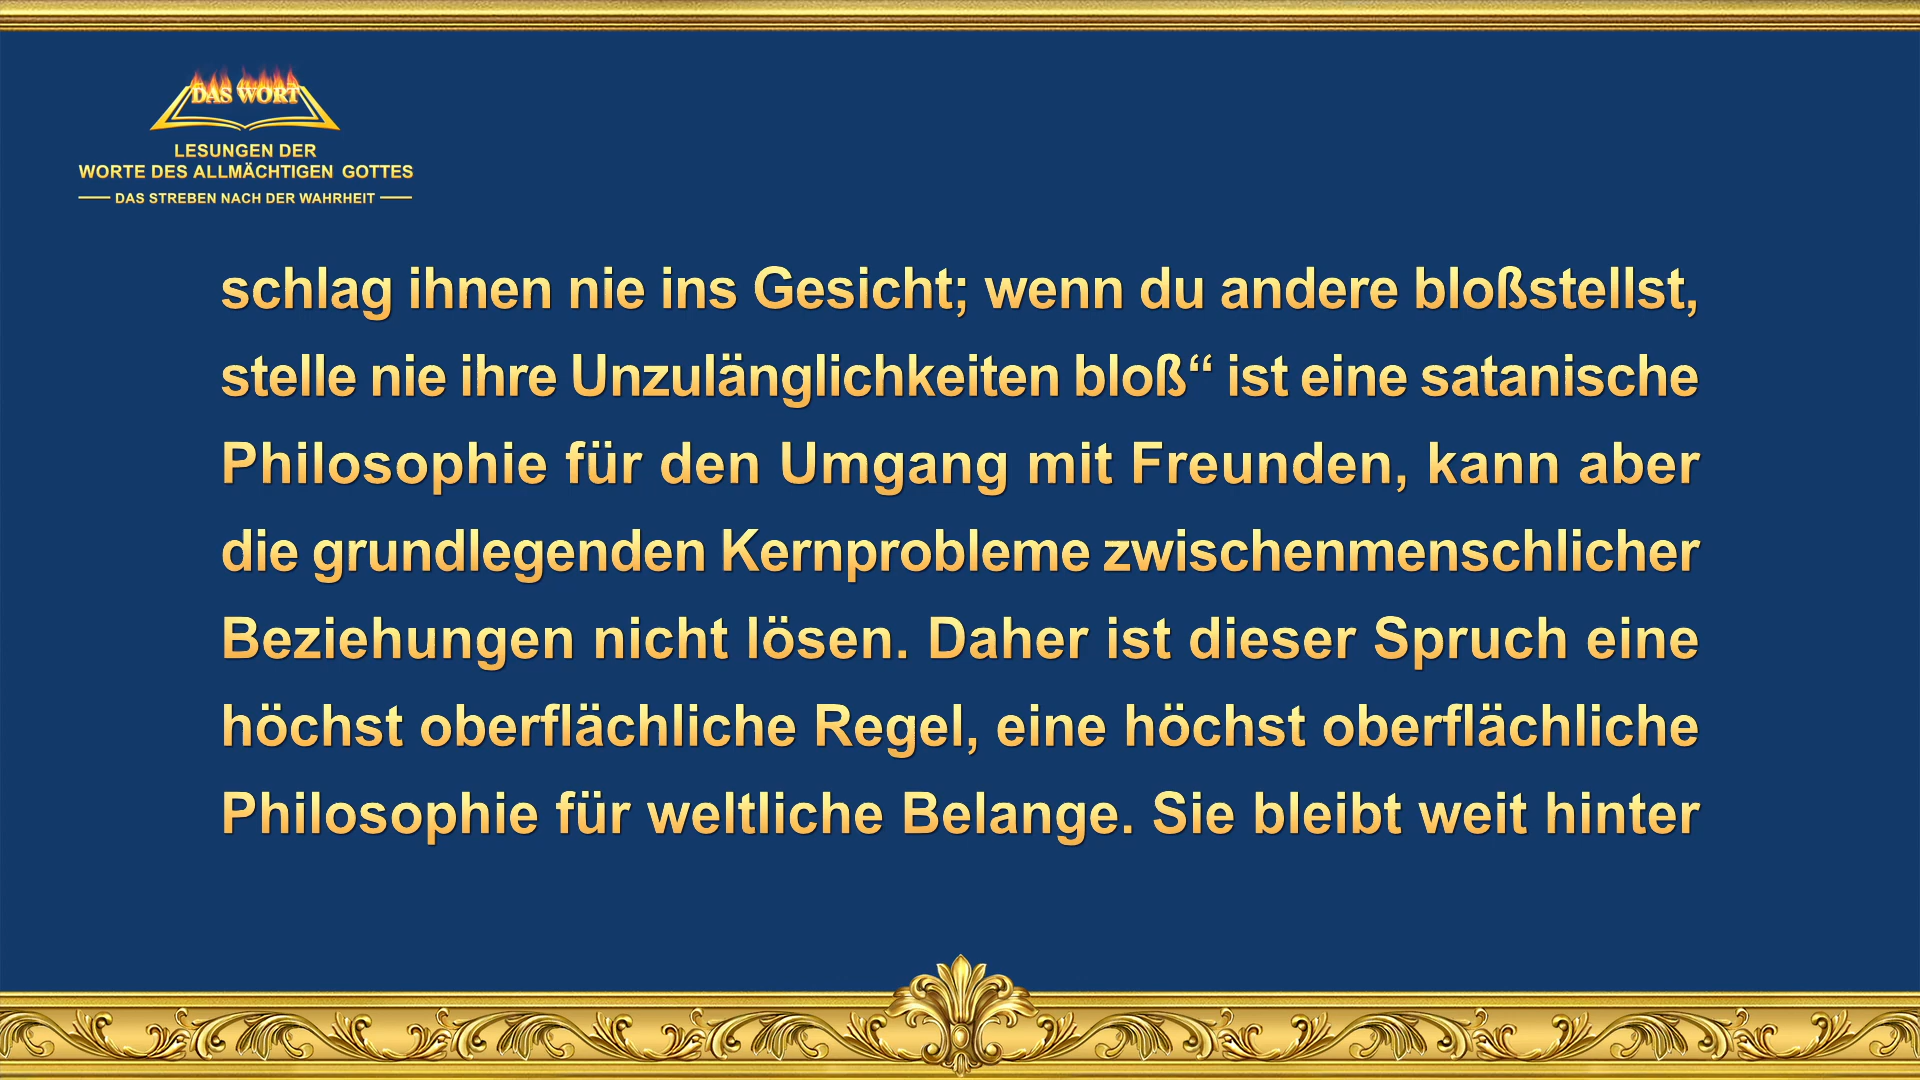 DAS WORT
LESUNGEN DER
WORTE DES ALLMÄCHTIGEN GOTTES
DAS STREBEN NACH DER WAHRHEIT
schlag ihnen nie ins Gesicht; wenn du andere bloßstellst,
stelle nie ihre Unzulänglichkeiten bloß“ ist eine satanische
Philosophie für den Umgang mit Freunden, kann aber
die grundlegenden Kernprobleme zwischenmenschlicher
Beziehungen nicht lösen. Daher ist dieser Spruch eine
höchst oberflächliche Regel, eine höchst oberflächliche
Philosophie für weltliche Belange. Sie bleibt weit hinter